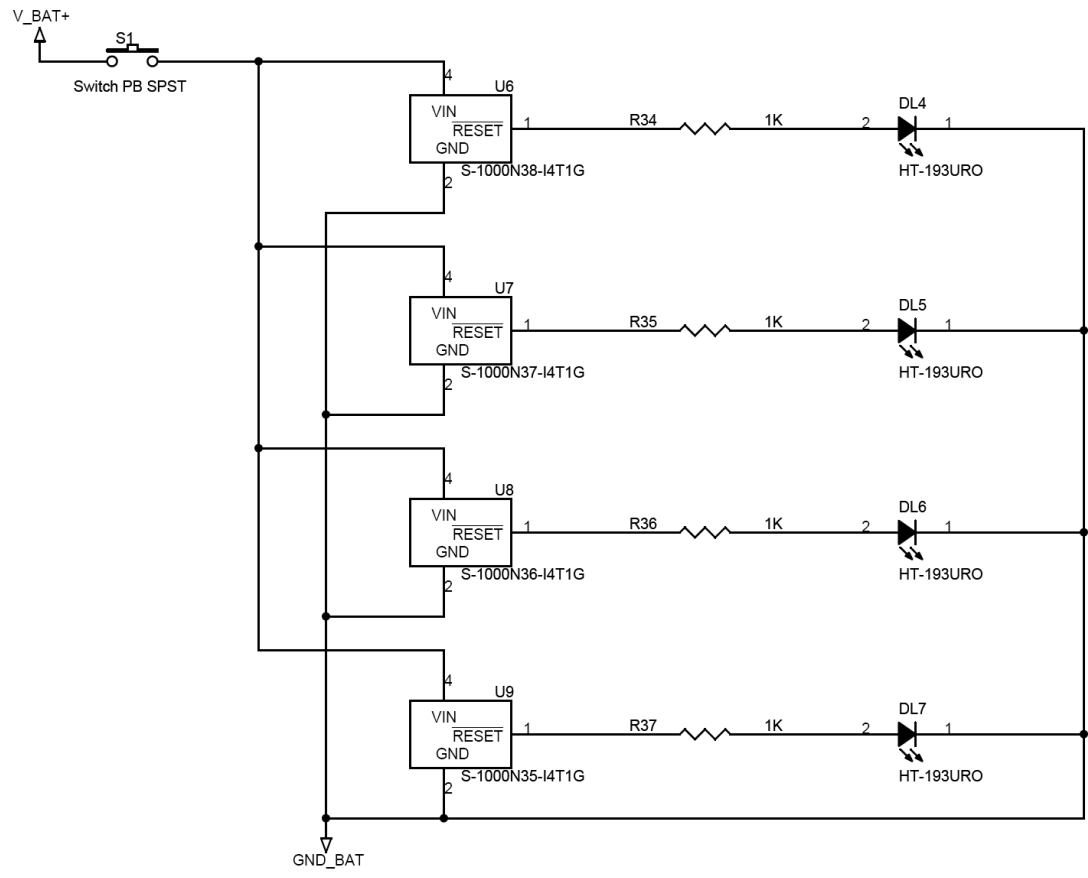 V_BAT+
S1
Switch PB SPST
4
U6
VIN
RESET
GND
1
2
S-1000N38-I4T1G
R34
1K
2
DL4
1
HT-193URO
4
U7
VIN
RESET
GND
1
2
S-1000N37-I4T1G
R35
1K
2
DL5
1
HT-193URO
4
U8
VIN
RESET
GND
1
2
S-1000N36-I4T1G
R36
1K
2
DL6
1
HT-193URO
4
U9
VIN
RESET
GND
1
2
S-1000N35-I4T1G
R37
1K
2
DL7
1
HT-193URO
GND_BAT